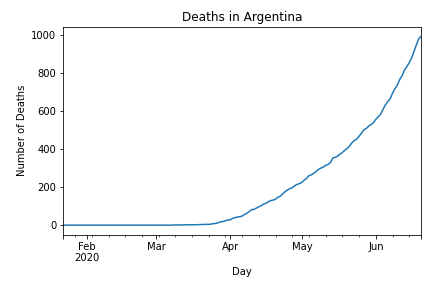 Deaths in Argentina
1000
800
600
400
200
0
Number of Deaths
Feb
2020
Mar
Apr
May
Jun
Day